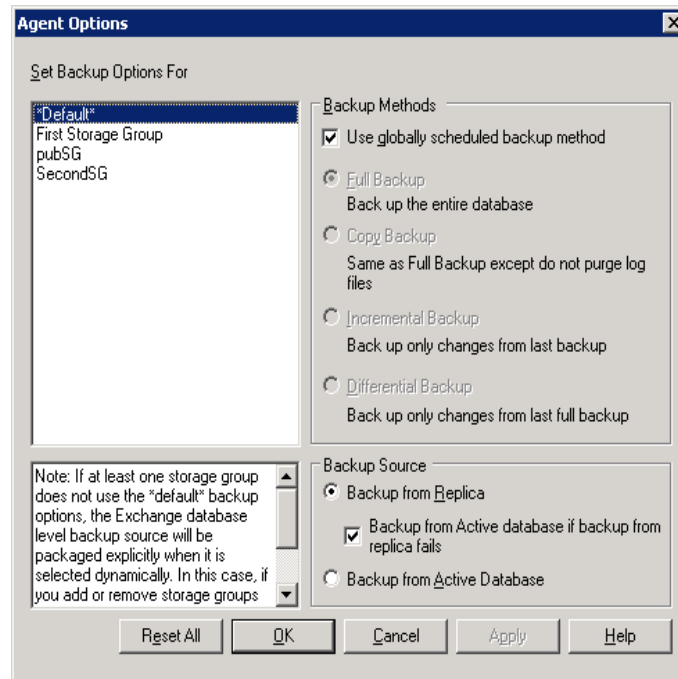 Agent Options
Set Backup Options For
*Default*
First Storage Group
pubSG
SecondSG
Backup Methods
Use globally scheduled backup method
Full Backup
Back up the entire database
Copy Backup
Same as Full Backup except do not purge log
files
Incremental Backup
Back up only changes from last backup
Differential Backup
Back up only changes from last full backup
Note: If at least one storage group
does not use the *default* backup
options, the Exchange database
level backup source will be
packaged explicitly when it is
selected dynamically. In this case, if
you add or remove storage groups
Backup Source
Backup from Replica
Backup from Active database if backup from
replica fails
Backup from Active Database
Reset All
OK
Cancel
Apply
Help